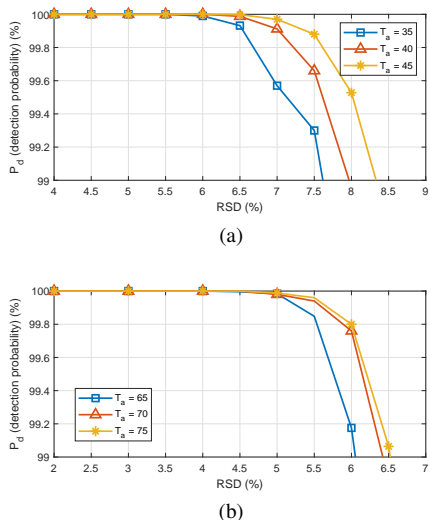 100
99.8
99.6
99.4
99.2
99
P_d (detection probability) (%)
T_a = 35
T_a = 40
T_a = 45
4 4.5 5 5.5 6 6.5 7 7.5 8 8.5 9
RSD (%)
(a)
100
99.8
99.6
99.4
99.2
99
P_d (detection probability) (%)
T_a = 65
T_a = 70
T_a = 75
2 2.5 3 3.5 4 4.5 5 5.5 6 6.5 7
RSD (%)
(b)